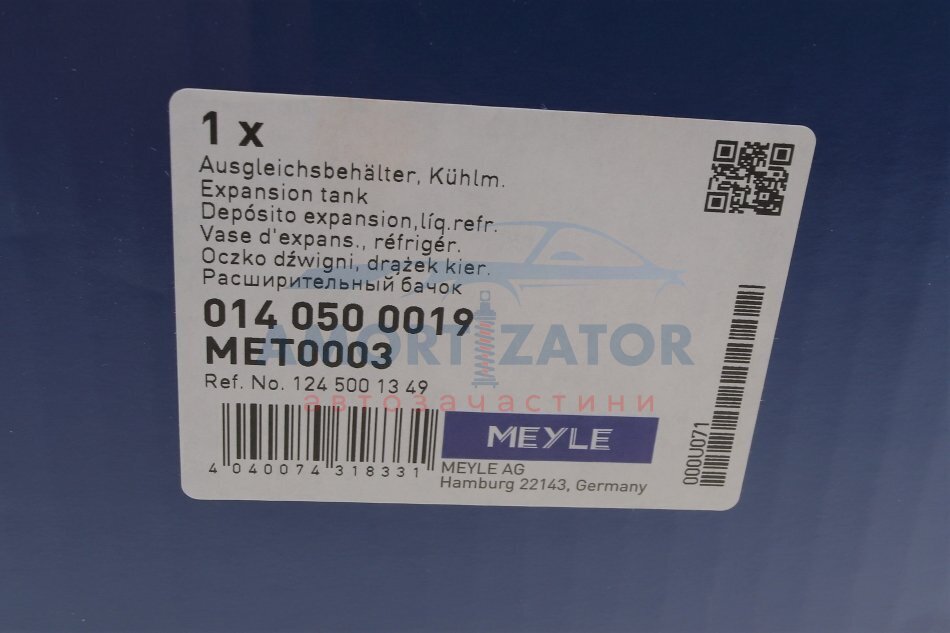 1 x
Ausgleichsbehälter, Kühlm.
Expansion tank
Depósito expansion,líq.refr.
Vase d'expans., réfrigér.
Oczko dźwigni, drążek kier.
Расширительный бачок
014 050 0019
MET0003
AMORTIZATOR
Ref. No. 124 500 13 49
автозачастини
4 040074 318331
MEYLE
MEYLE AG
Hamburg 22143, Germany
000U071